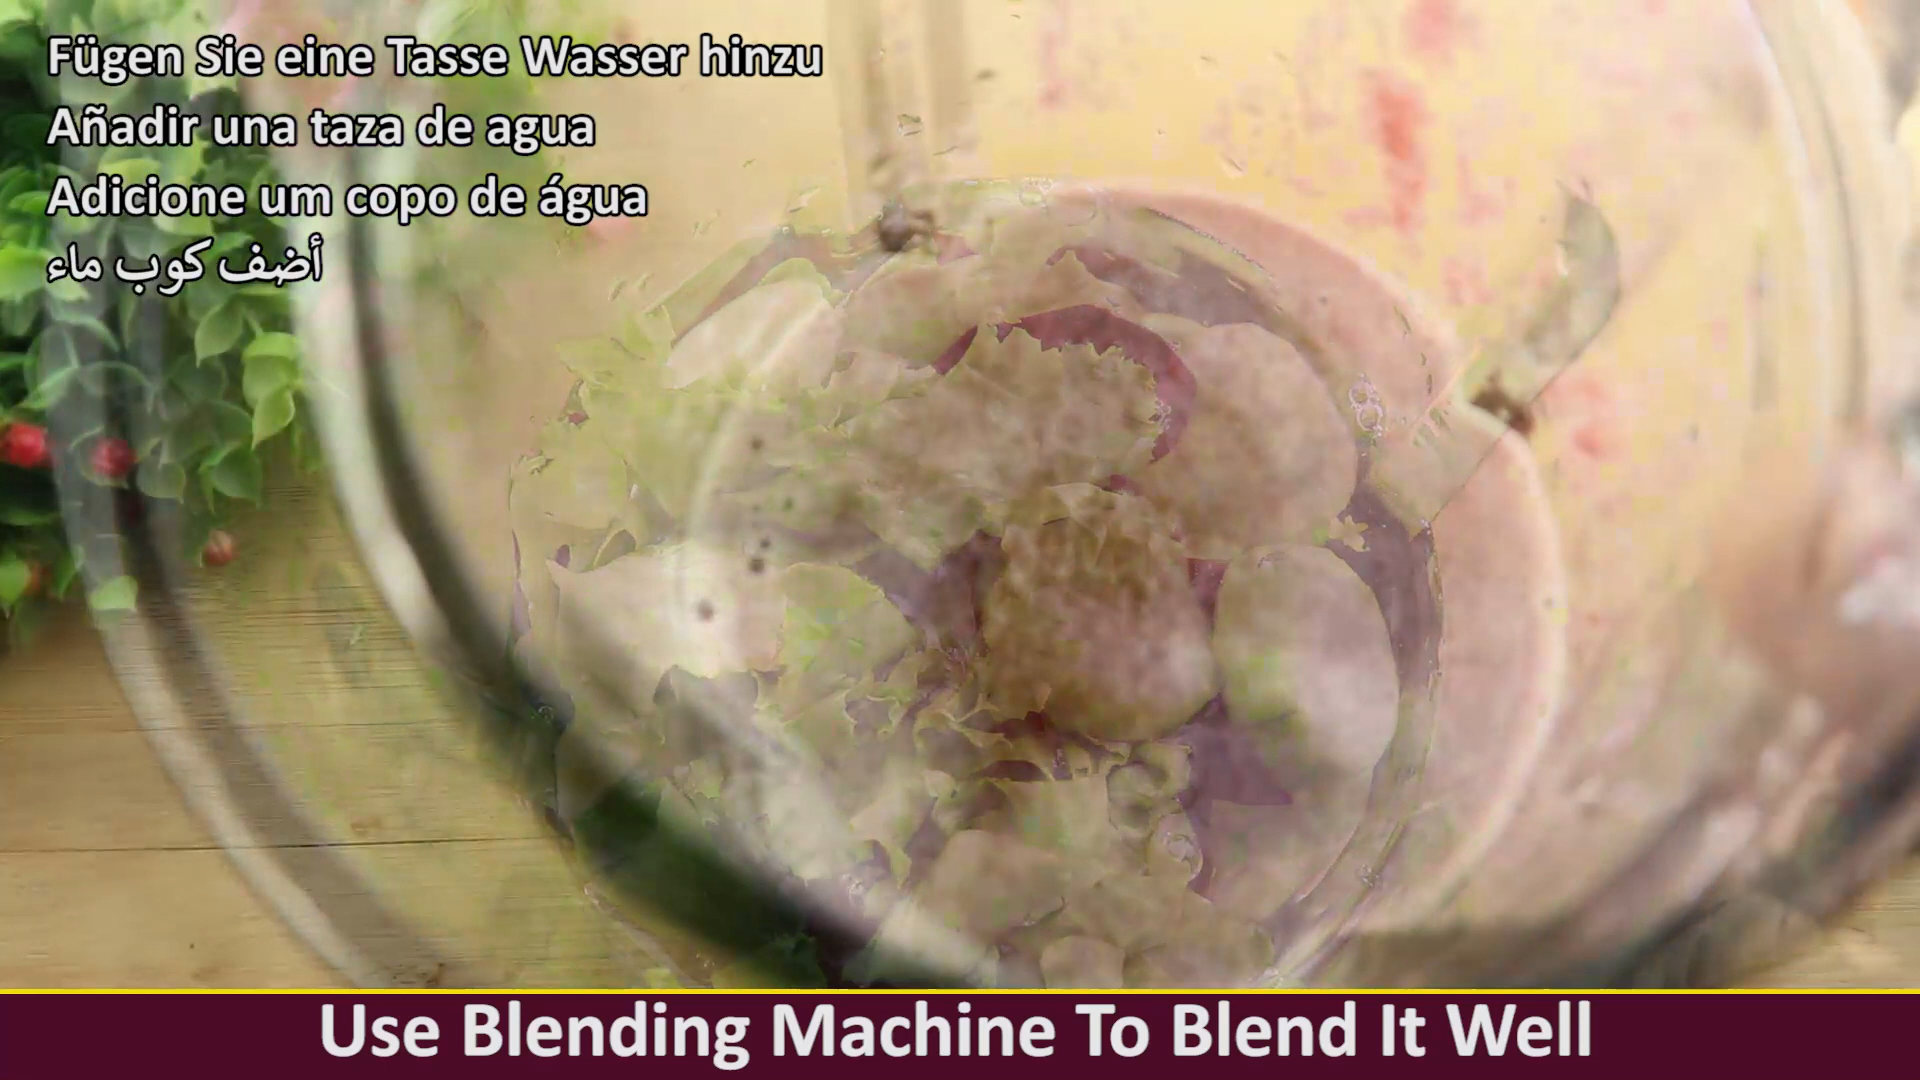 Fügen Sie eine Tasse Wasser hinzu
Añadir una taza de agua
Adicione um copo de água
أضف كوب ماء
Use Blending Machine To Blend It Well